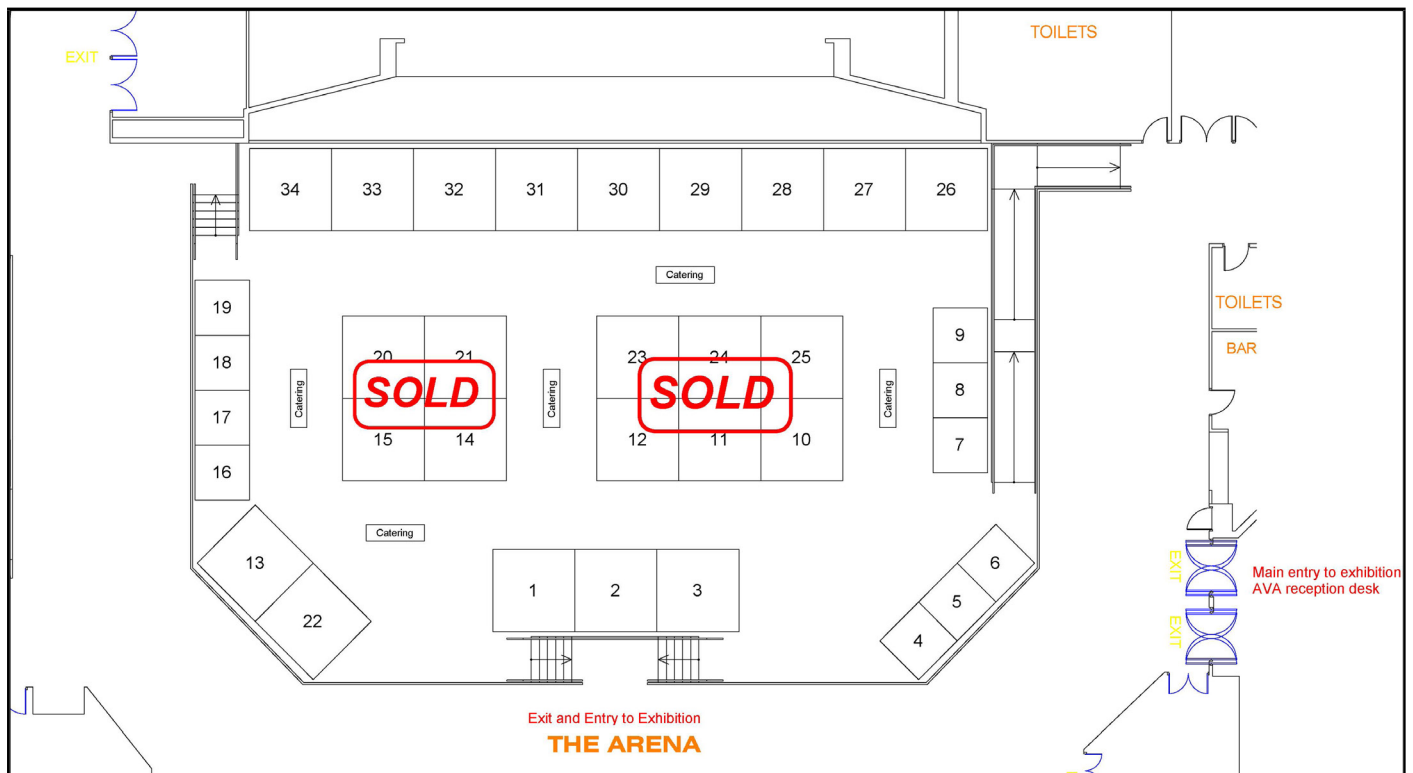 TOILETS
EXIT
34 33 32 31 30 29 28 27 26
Catering
19
18
17
16
20 21
SOLD
15 14
23 24 25
SOLD
12 11 10
9
8
7
Catering
Catering
Catering
TOILETS
BAR
Catering
13
22
1 2 3
6
5
4
EXIT
EXIT
Main entry to exhibition
AVA reception desk
Exit and Entry to Exhibition
THE ARENA